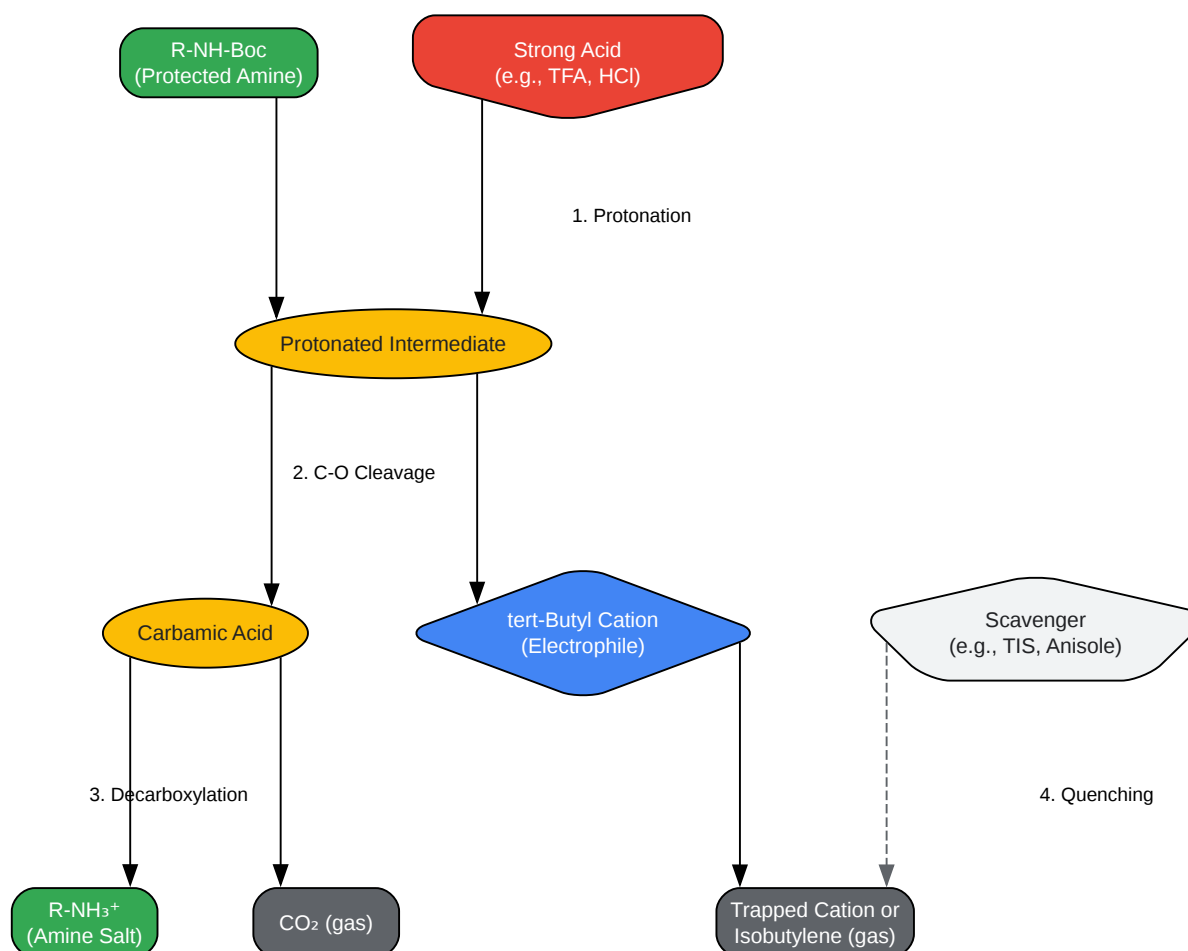 R-NH-Boc
(Protected Amine)
Strong Acid
(e.g., TFA, HCl)
1. Protonation
Protonated Intermediate
2. C-O Cleavage
Carbamic Acid
tert-Butyl Cation
(Electrophile)
Scavenger
(e.g., TIS, Anisole)
3. Decarboxylation
4. Quenching
R-NH₃⁺
(Amine Salt)
CO₂ (gas)
Trapped Cation or
Isobutylene (gas)